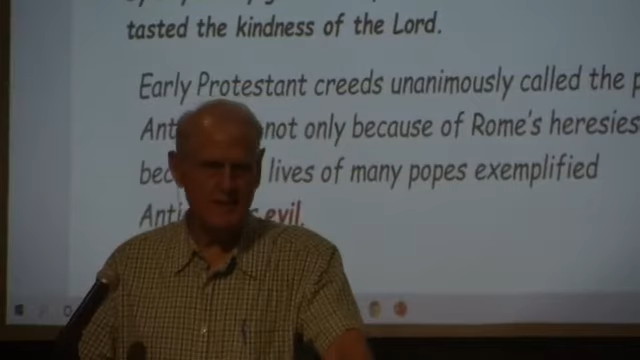 tasted the kindness of the Lord.
Early Protestant creeds unanimously called the
not only because of Rome's heresies
lives of many popes exemplified
evil.